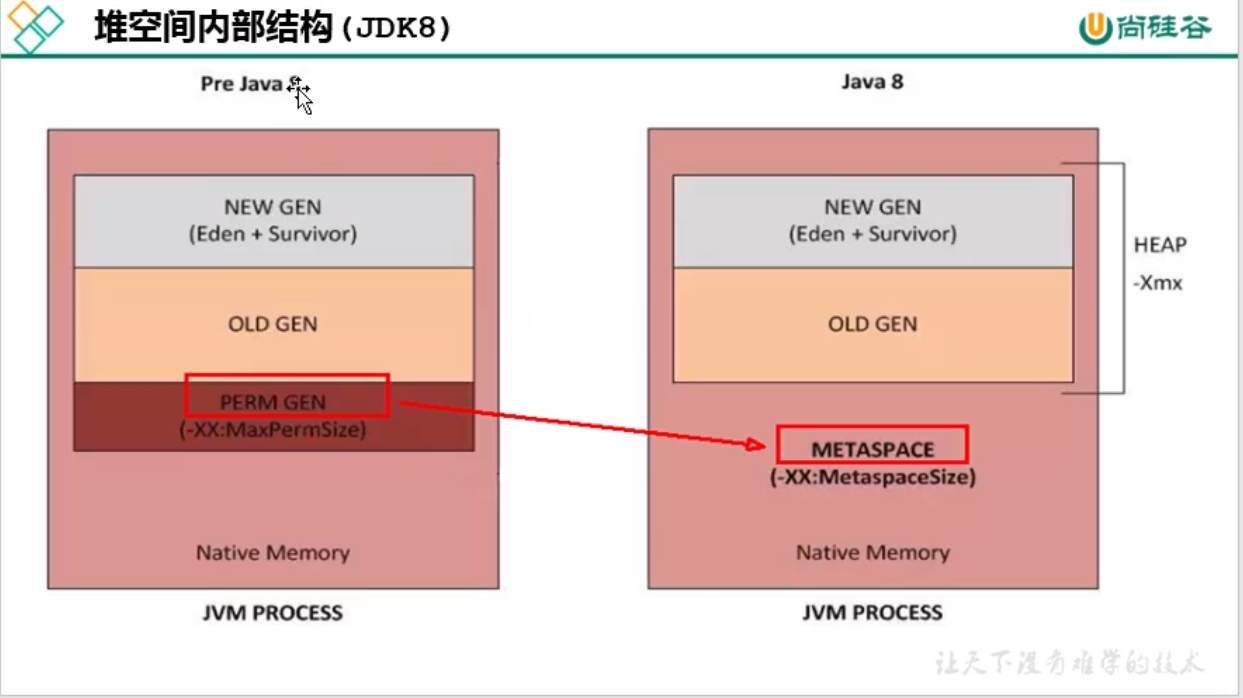 堆空间内部结构(JDK8)
尚硅谷
Pre Java
Java 8
NEW GEN
(Eden + Survivor)
OLD GEN
PERM GEN
(-XX:MaxPermSize)
Native Memory
JVM PROCESS
NEW GEN
(Eden + Survivor)
OLD GEN
HEAP
-Xmx
METASPACE
(-XX:MetaspaceSize)
Native Memory
JVM PROCESS
让天下没有难学的技术